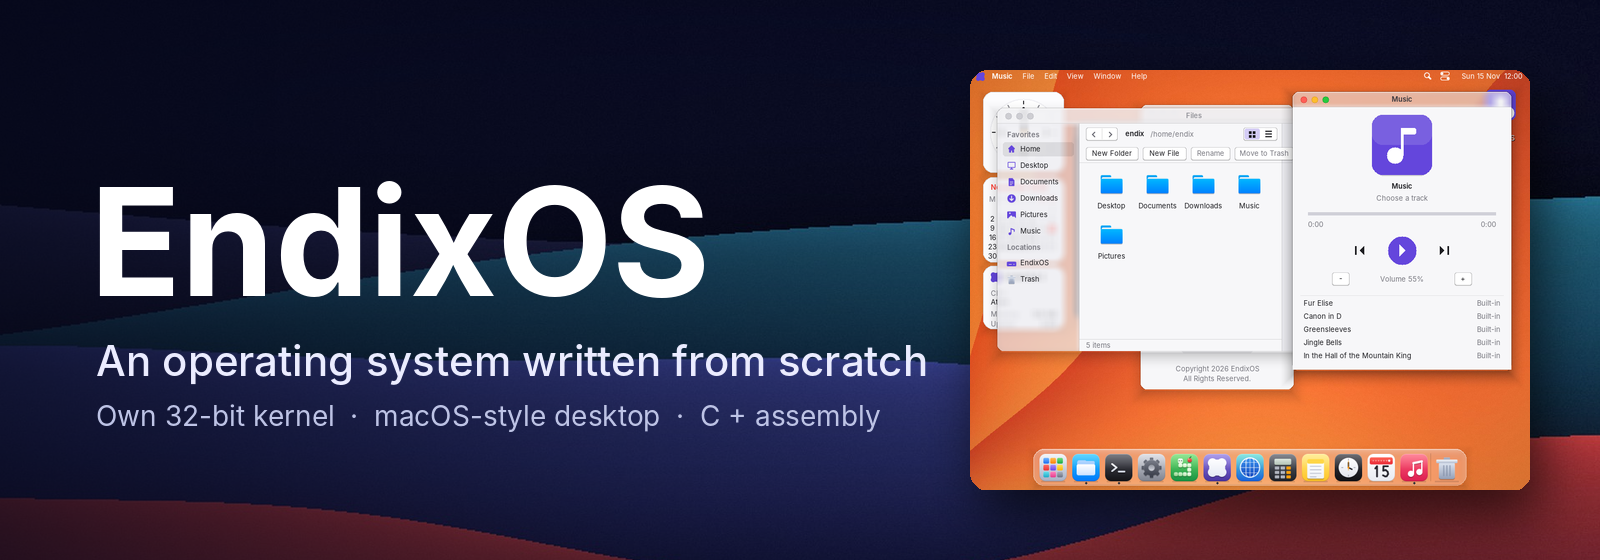 EndixOS
An operating system written from scratch
Own 32-bit kernel · macOS-style desktop · C + assembly
Music File Edit View Window Help
Sun 15 Nov 12:00
Files
Favorites
Home
Desktop
Documents
Downloads
Pictures
Music
Locations
EndixOS
Trash
endix /home/endix
New Folder New File Rename Move to Trash
Desktop Documents Downloads Music
Pictures
5 items
Copyright 2026 EndixOS
All Rights Reserved.
Music
Music
Choose a track
0:00 0:00
- Volume 55% +
Fur Elise Built-in
Canon in D Built-in
Greensleeves Built-in
Jingle Bells Built-in
In the Hall of the Mountain King Built-in
2
9
16
23
30
15